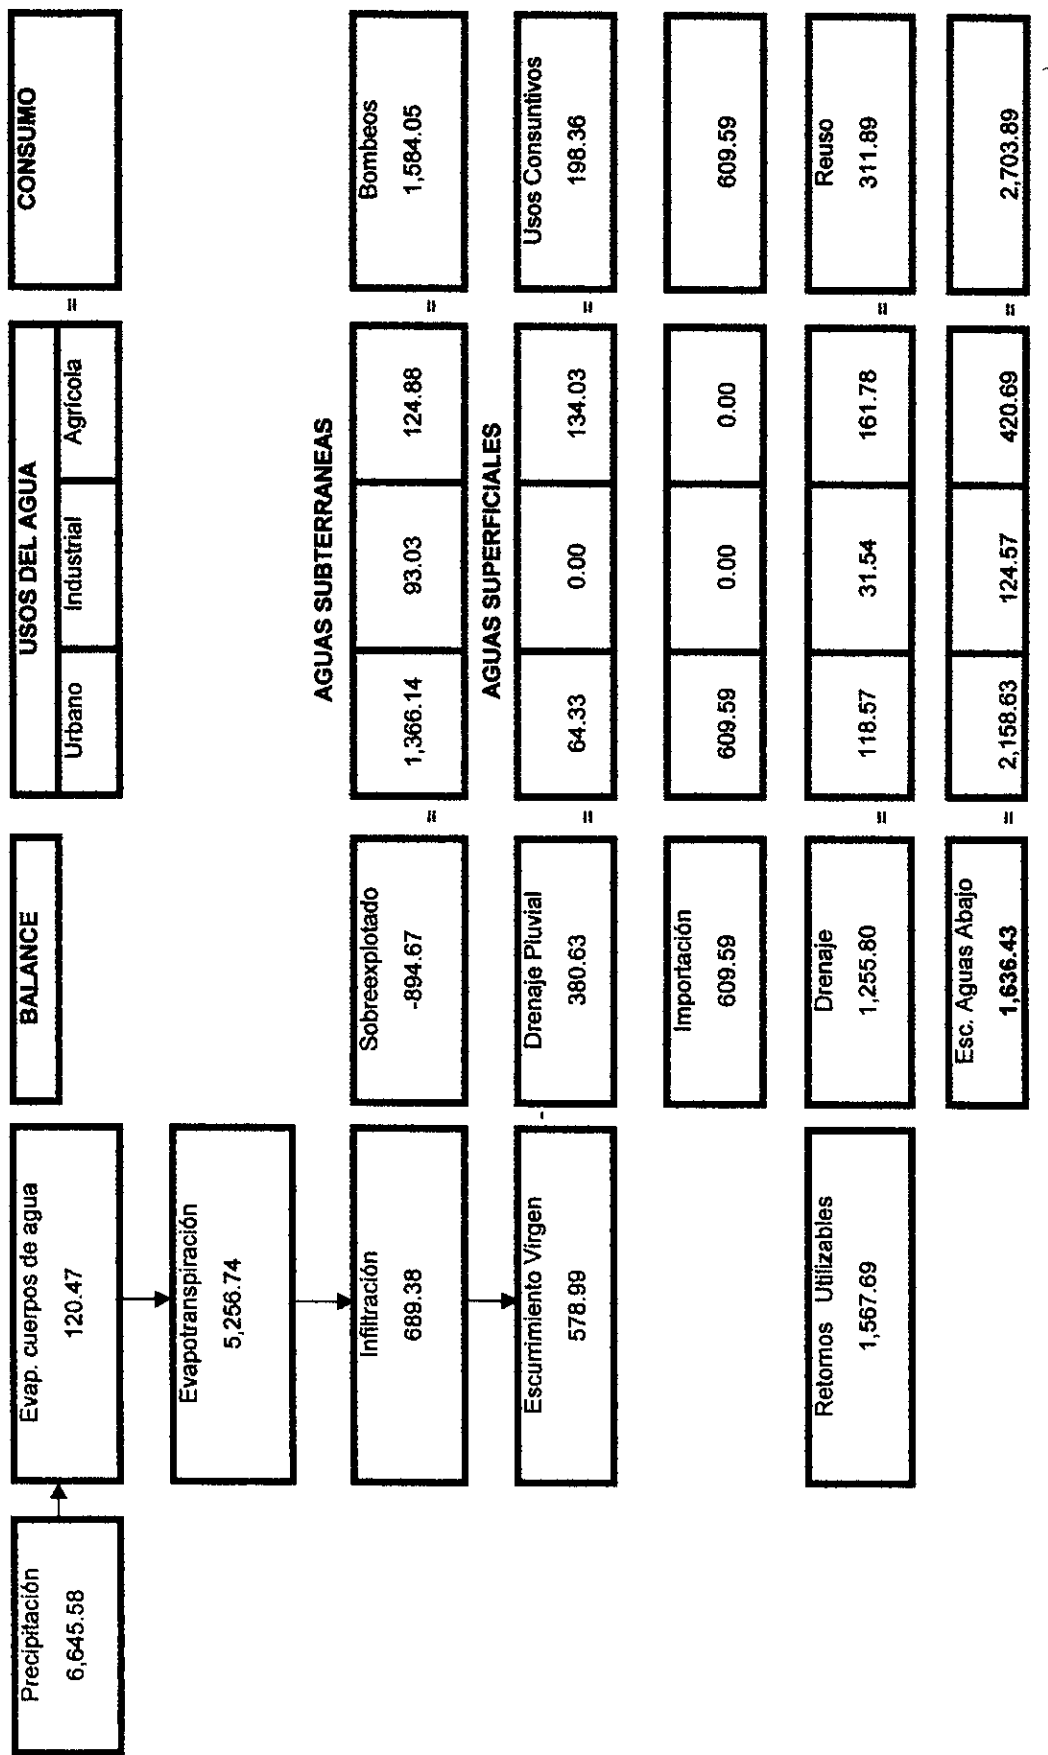 Precipitación
6,645.58
Evap. cuerpos de agua
120.47
BALANCE
USOS DEL AGUA
Urbano Industrial Agrícola
=
CONSUMO
Evapotranspiración
5,256.74
AGUAS SUBTERRANEAS
Infiltración
689.38
Sobreexplotado
-894.67
=
1,366.14 93.03 124.88
=
Bombeos
1,584.05
AGUAS SUPERFICIALES
Escurrimiento Virgen
578.99
-
Drenaje Pluvial
380.63
=
64.33 0.00 134.03
=
Usos Consuntivos
198.36
Importación
609.59
609.59 0.00 0.00
609.59
Retornos Utilizables
1,567.69
Drenaje
1,255.80
=
118.57 31.54 161.78
=
Reuso
311.89
Esc. Aguas Abajo
1,636.43
=
2,158.63 124.57 420.69
=
2,703.89